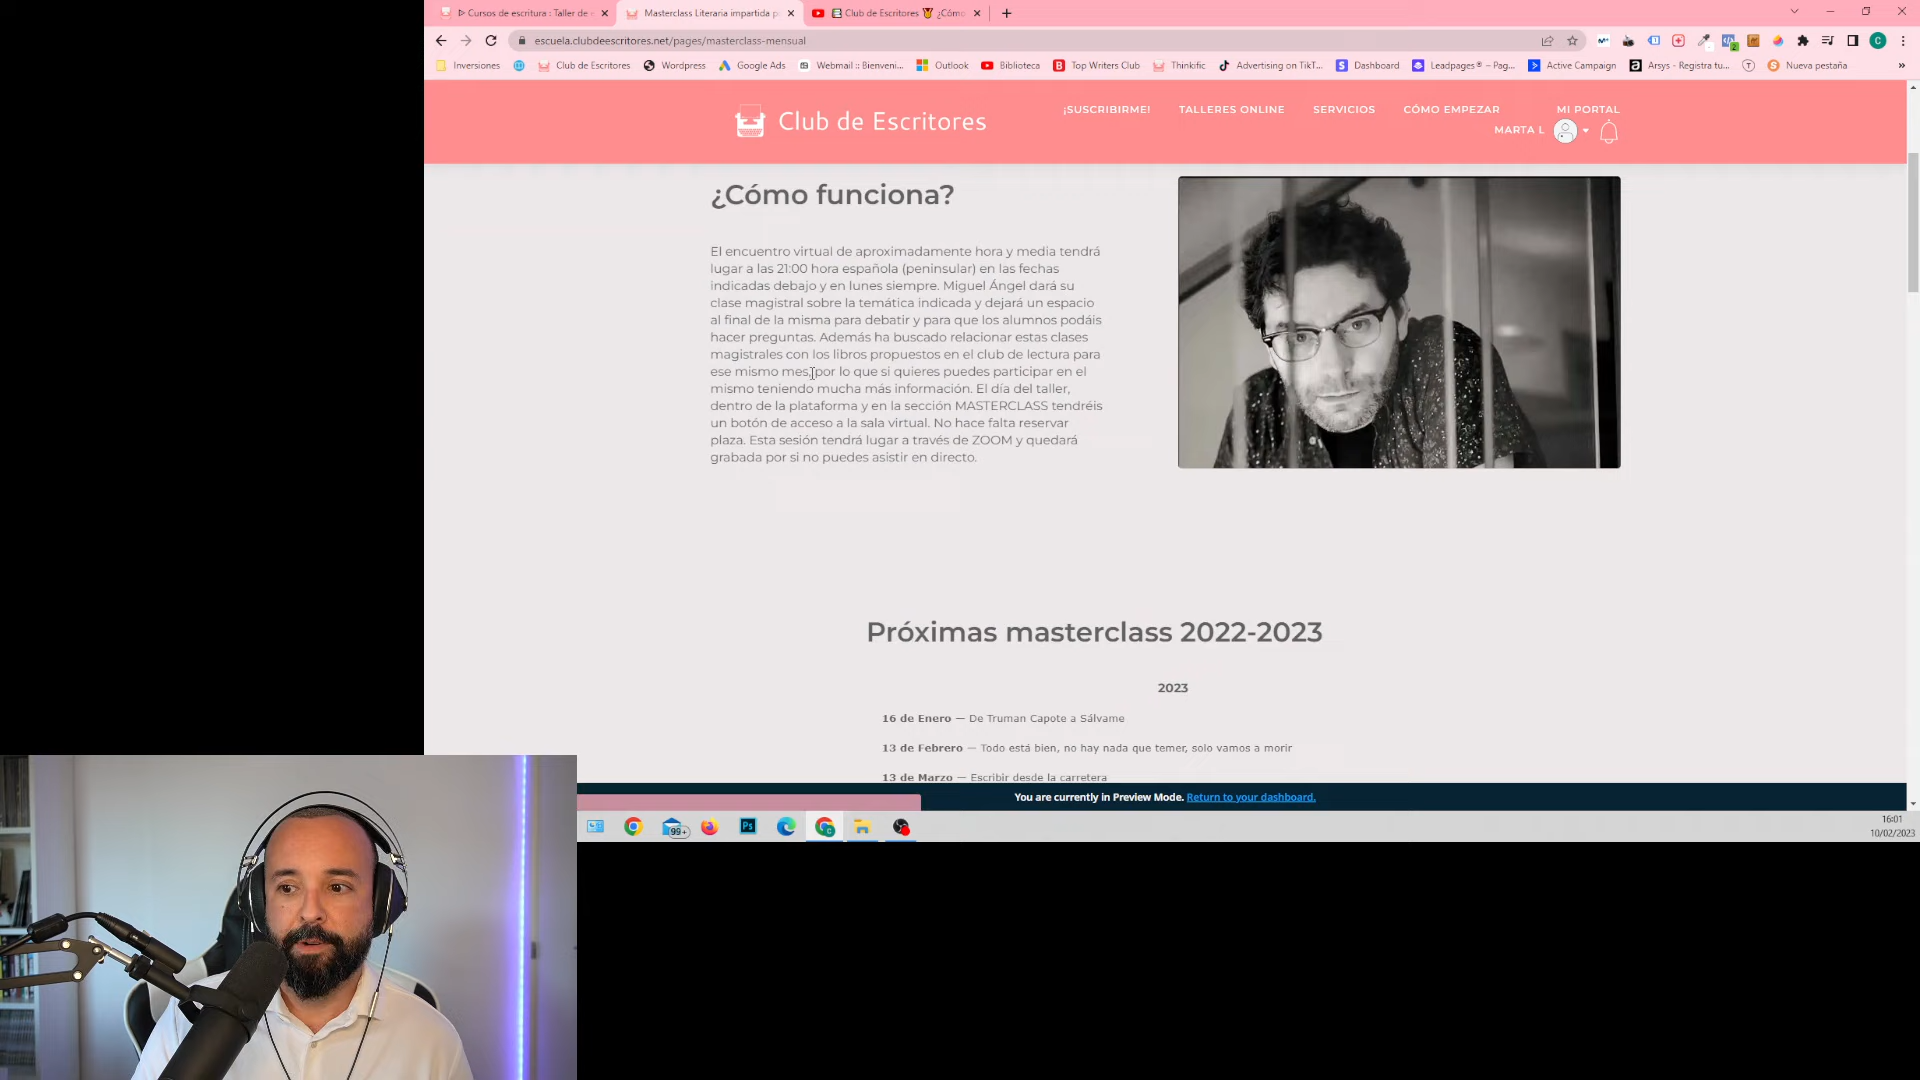 Cursos de escritura : Taller de
Masterclass Literaria impartida p
Club de Escritores
¿Cómo
escuela.clubdeescritores.net/pages/masterclass-mensual
Inversiones
Club de Escritores
Wordpress
Google Ads
Webmail :: Bienveni...
Outlook
Biblioteca
Top Writers Club
Thinkific
Advertising on TikT...
Dashboard
Leadpages® – Pag...
Active Campaign
Arsys - Registra tu...
Nueva pestaña
»
Club de Escritores
¡SUSCRIBIRME!
TALLERES ONLINE
SERVICIOS
CÓMO EMPEZAR
MI PORTAL
MARTA L
¿Cómo funciona?
El encuentro virtual de aproximadamente hora y media tendrá
lugar a las 21:00 hora española (peninsular) en las fechas
indicadas debajo y en lunes siempre. Miguel Ángel dará su
clase magistral sobre la temática indicada y dejará un espacio
al final de la misma para debatir y para que los alumnos podáis
hacer preguntas. Además ha buscado relacionar estas clases
magistrales con los libros propuestos en el club de lectura para
ese mismo mes, por lo que si quieres puedes participar en el
mismo teniendo mucha más información. El día del taller,
dentro de la plataforma y en la sección MASTERCLASS tendréis
un botón de acceso a la sala virtual. No hace falta reservar
plaza. Esta sesión tendrá lugar a través de ZOOM y quedará
grabada por si no puedes asistir en directo.
Próximas masterclass 2022-2023
2023
16 de Enero — De Truman Capote a Sálvame
13 de Febrero — Todo está bien, no hay nada que temer, solo vamos a morir
13 de Marzo — Escribir desde la carretera
You are currently in Preview Mode. Return to your dashboard.
99+
Ps
16:01
10/02/2023